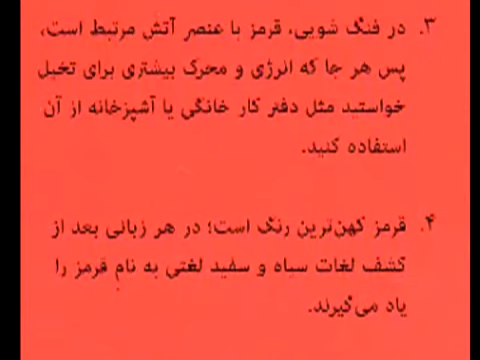 ۳. در فنگ شویی، قرمز با عنصر آتش مرتبط است،
پس هر جا که انرژی و محرک بیشتری برای تخیل
خواستید مثل دفتر کار خانگی یا آشپزخانه از آن
استفاده کنید.
۴. قرمز کهن‌ترین رنگ است؛ در هر زبانی بعد از
کشف لغات سیاه و سفید لغتی به نام قرمز را
یاد می‌گیرند.